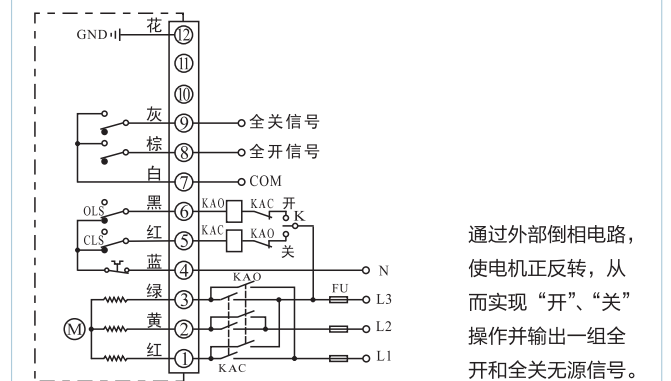 花
GND 12
11
10
灰 9 全关信号
棕 8 全开信号
白 7 COM
黑 6 KAO KAC 开
OLS K
红 5 KAC KAO 关
CLS
蓝 4 N
KAO
绿 3 FU L3
M 黄 2 L2
红 1 L1
KAC
通过外部倒相电路，
使电机正反转，从
而实现“开”、“关”
操作并输出一组全
开和全关无源信号。